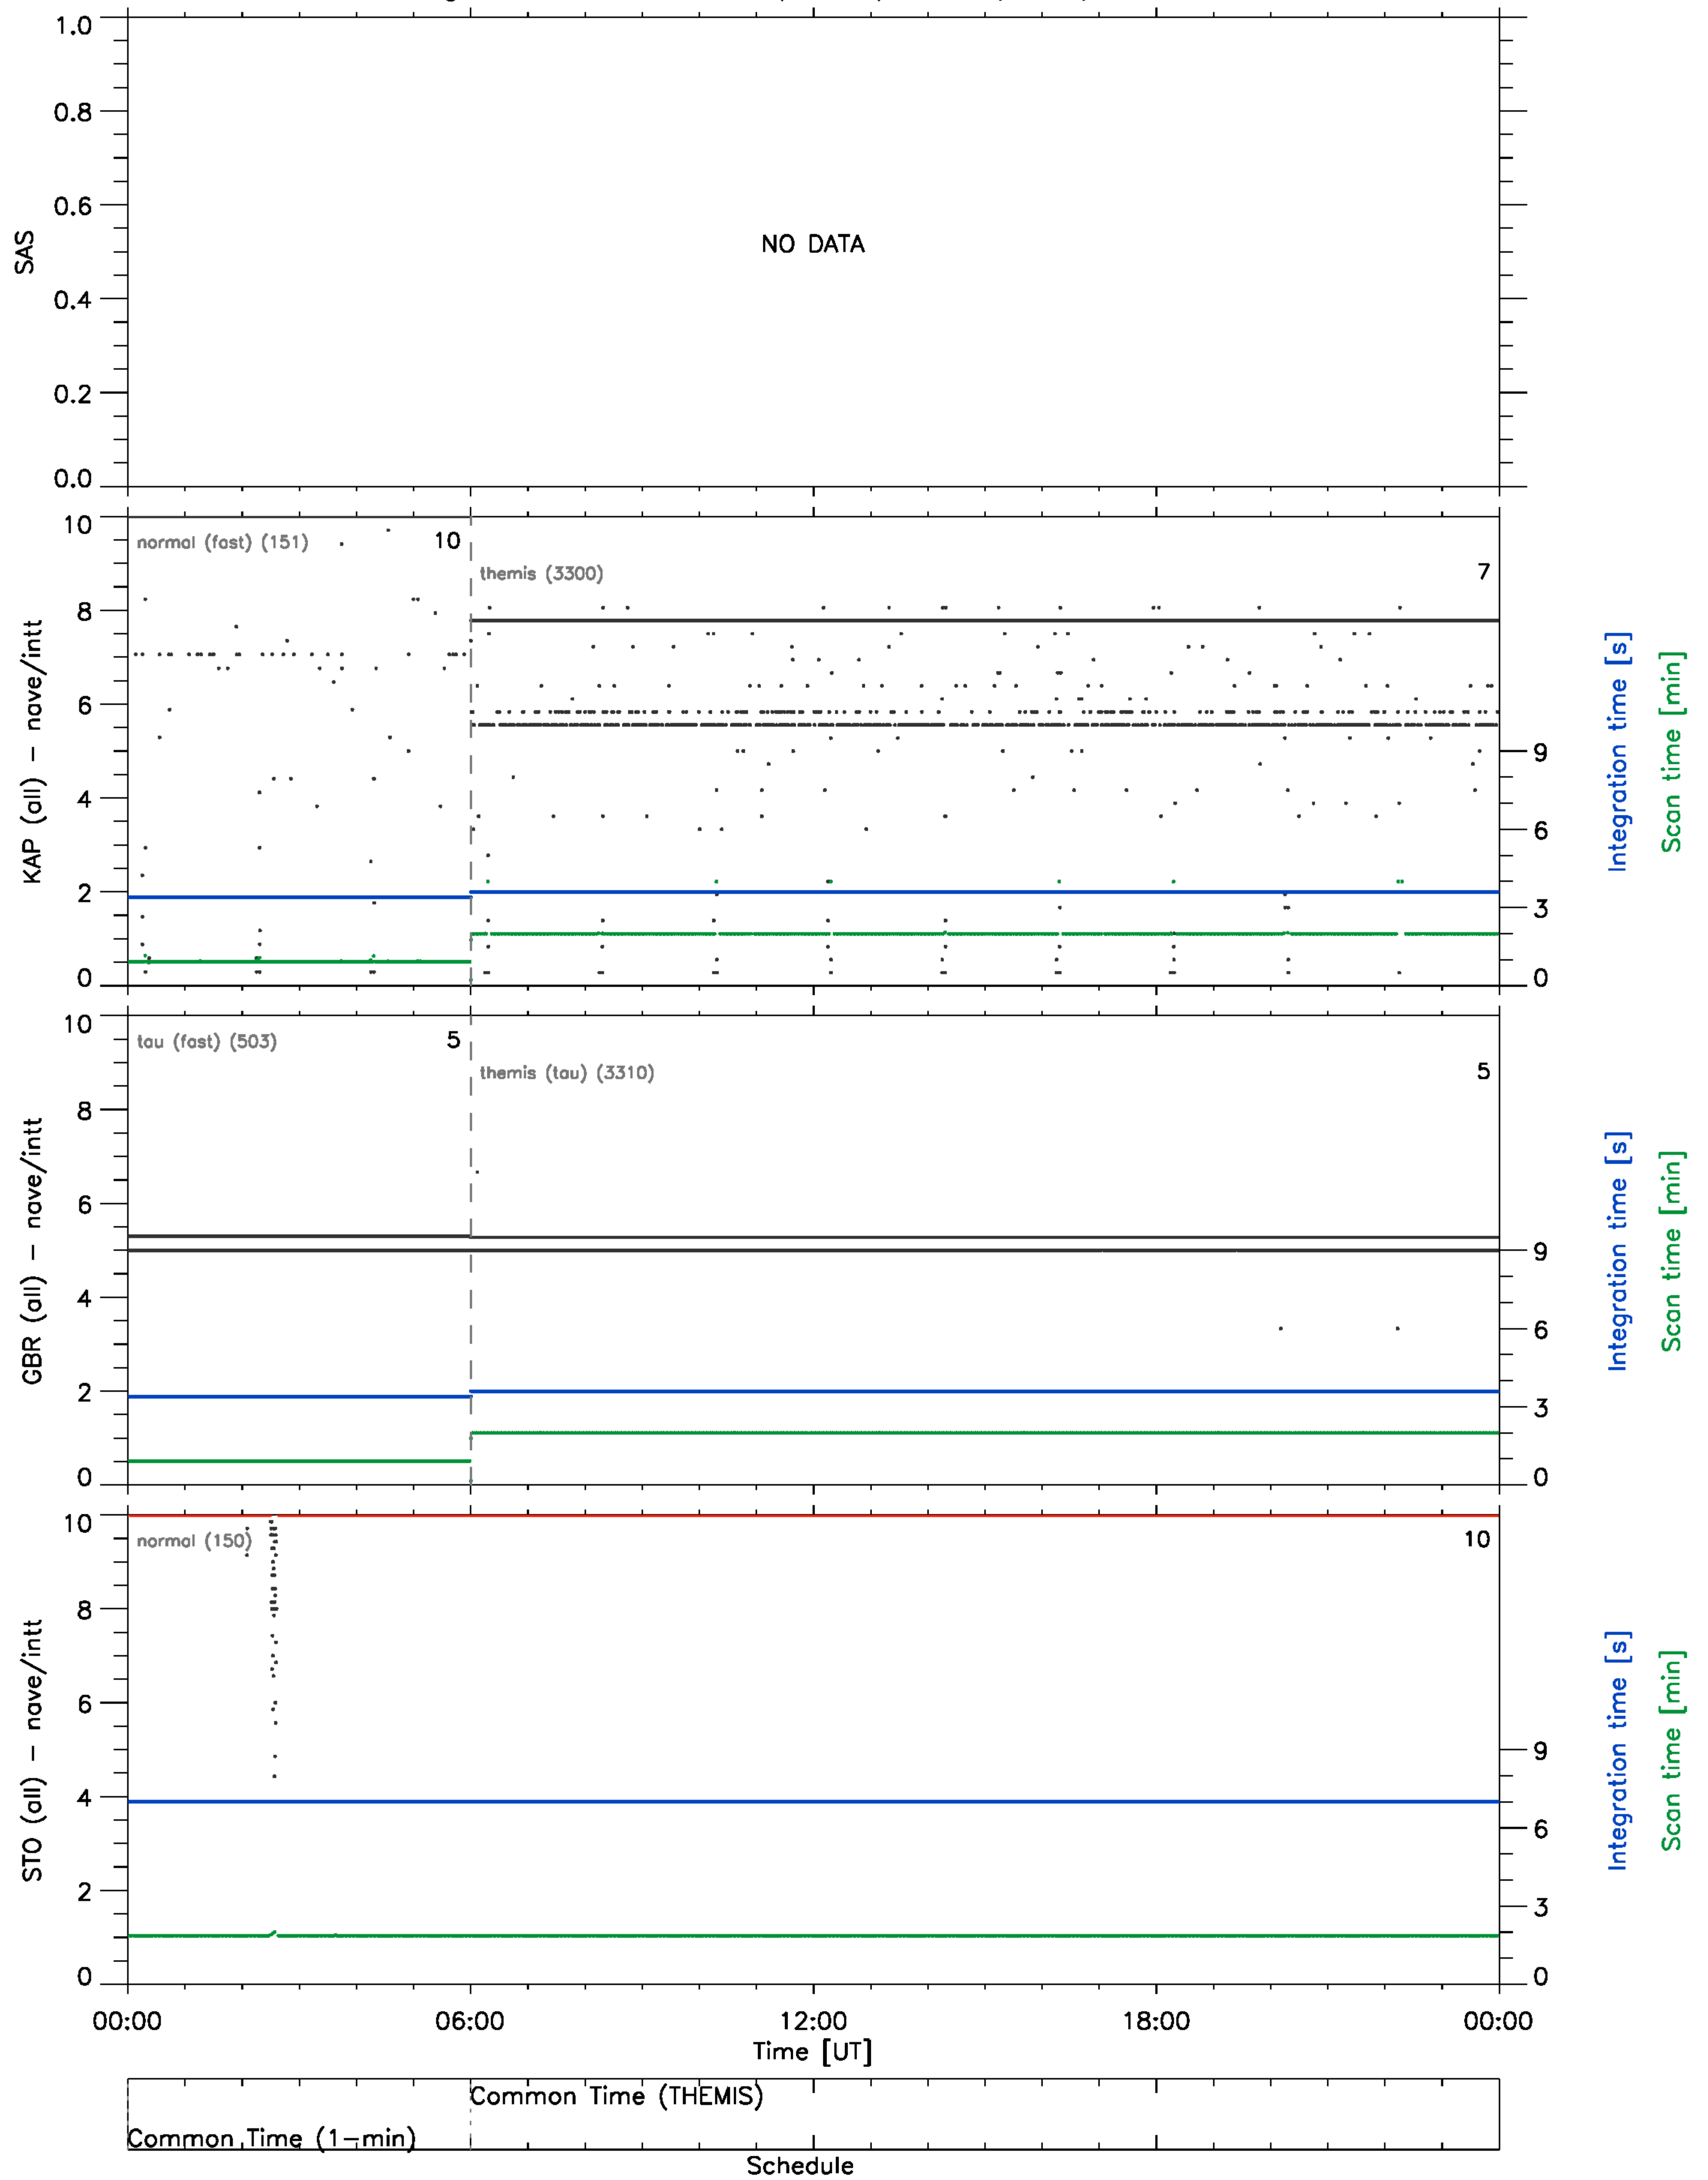 1.0
0.8
0.6
0.4
0.2
0.0
SAS
NO DATA
10
8
6
4
2
0
KAP (all) - nave/intt
normal (fast) (151)
10
themis (3300)
7
9
6
3
0
Integration time [s]
Scan time [min]
10
8
6
4
2
0
GBR (all) - nave/intt
tau (fast) (503)
5
themis (tau) (3310)
5
9
6
3
0
Integration time [s]
Scan time [min]
10
8
6
4
2
0
STO (all) - nave/intt
normal (150)
10
9
6
3
0
Integration time [s]
Scan time [min]
00:00
06:00
12:00
18:00
00:00
Time [UT]
Common Time (THEMIS)
Common Time (1-min)
Schedule